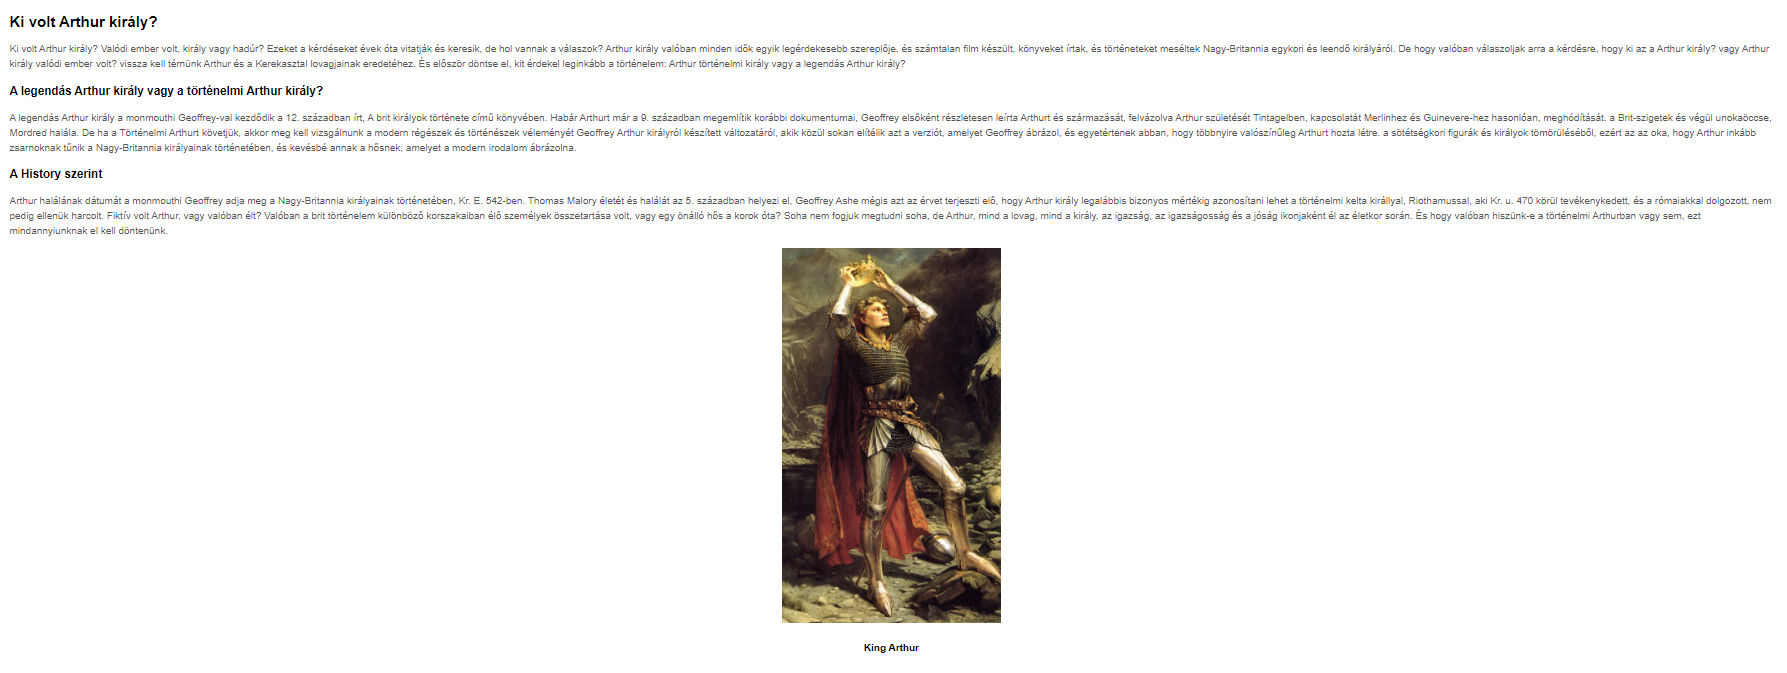 Ki volt Arthur király?
Ki volt Arthur király? Valódi ember volt, király vagy hadúr? Ezeket a kérdéseket évek óta vitatják és keresik, de hol vannak a válaszok? Arthur király valóban minden idők egyik legérdekesebb szereplője, és számtalan film készült, könyveket írtak, és történeteket meséltek Nagy-Britannia egykori és leendő királyáról. De hogy valóban válaszoljak arra a kérdésre, hogy ki az a Arthur király? vagy Arthur
király valódi ember volt? vissza kell térnünk Arthur és a Kerekasztal lovagjainak eredetéhez. És először döntse el, kit érdekel leginkább a történelem: Arthur történelmi király vagy a legendás Arthur király?
A legendás Arthur király vagy a történelmi Arthur király?
A legendás Arthur király a monmouthi Geoffrey-val kezdődik a 12. században írt, A brit királyok története című könyvében. Habár Arthurt már a 9. században megemlítik korábbi dokumentumai, Geoffrey elsőként részletesen leírta Arthurt és származását, felvázolva Arthur születését Tintagelben, kapcsolatát Merlinhez és Guinevere-hez hasonlóan, meghódítását. a Brit-szigetek és végül unokaöccse,
Mordred halála. De ha a Történelmi Arthurt követjük, akkor meg kell vizsgálnunk a modern régészek és történészek véleményét Geoffrey Arthur királyról készített változatáról, akik közül sokan elítélik azt a verziót, amelyet Geoffrey ábrázol, és egyetértenek abban, hogy többnyire valószínűleg Arthurt hozta létre. a sötétségkori figurák és királyok tömörüléséből, ezért az az oka, hogy Arthur inkább
zsarnoknak tűnik a Nagy-Britannia királyainak történetében, és kevésbé annak a hősnek, amelyet a modern irodalom ábrázolna.
A History szerint
Arthur halálának dátumát a monmouthi Geoffrey adja meg a Nagy-Britannia királyainak történetében, Kr. E. 542-ben. Thomas Malory életét és halálát az 5. században helyezi el, Geoffrey Ashe mégis azt az érvet terjeszti elő, hogy Arthur király legalábbis bizonyos mértékig azonosítani lehet a történelmi kelta királlyal, Riothamussal, aki Kr. u. 470 körül tevékenykedett, és a rómaiakkal dolgozott, nem
pedig ellenük harcolt. Fiktív volt Arthur, vagy valóban élt? Valóban a brit történelem különböző korszakaiban élő személyek összetartása volt, vagy egy önálló hős a korok óta? Soha nem fogjuk megtudni soha, de Arthur, mind a lovag, mind a király, az igazság, az igazságosság és a jóság ikonjaként él az életkor során. És hogy valóban hiszünk-e a történelmi Arthurban vagy sem, ezt
mindannyiunknak el kell döntenünk.
King Arthur